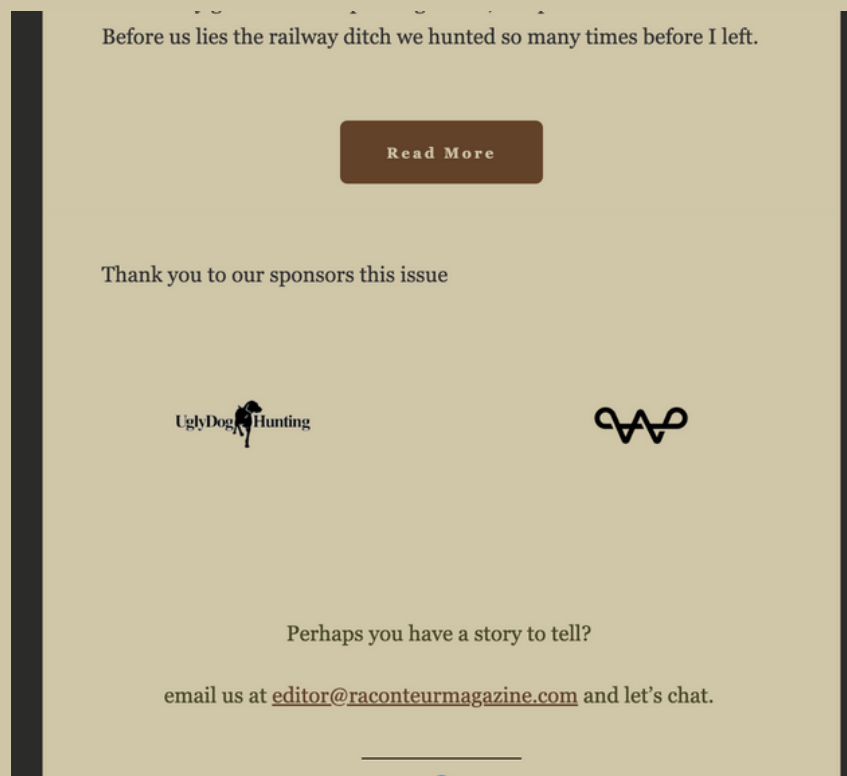 Before us lies the railway ditch we hunted so many times before I left.
Read More
Thank you to our sponsors this issue
UglyDog Hunting
Perhaps you have a story to tell?
email us at editor@raconteurmagazine.com and let’s chat.